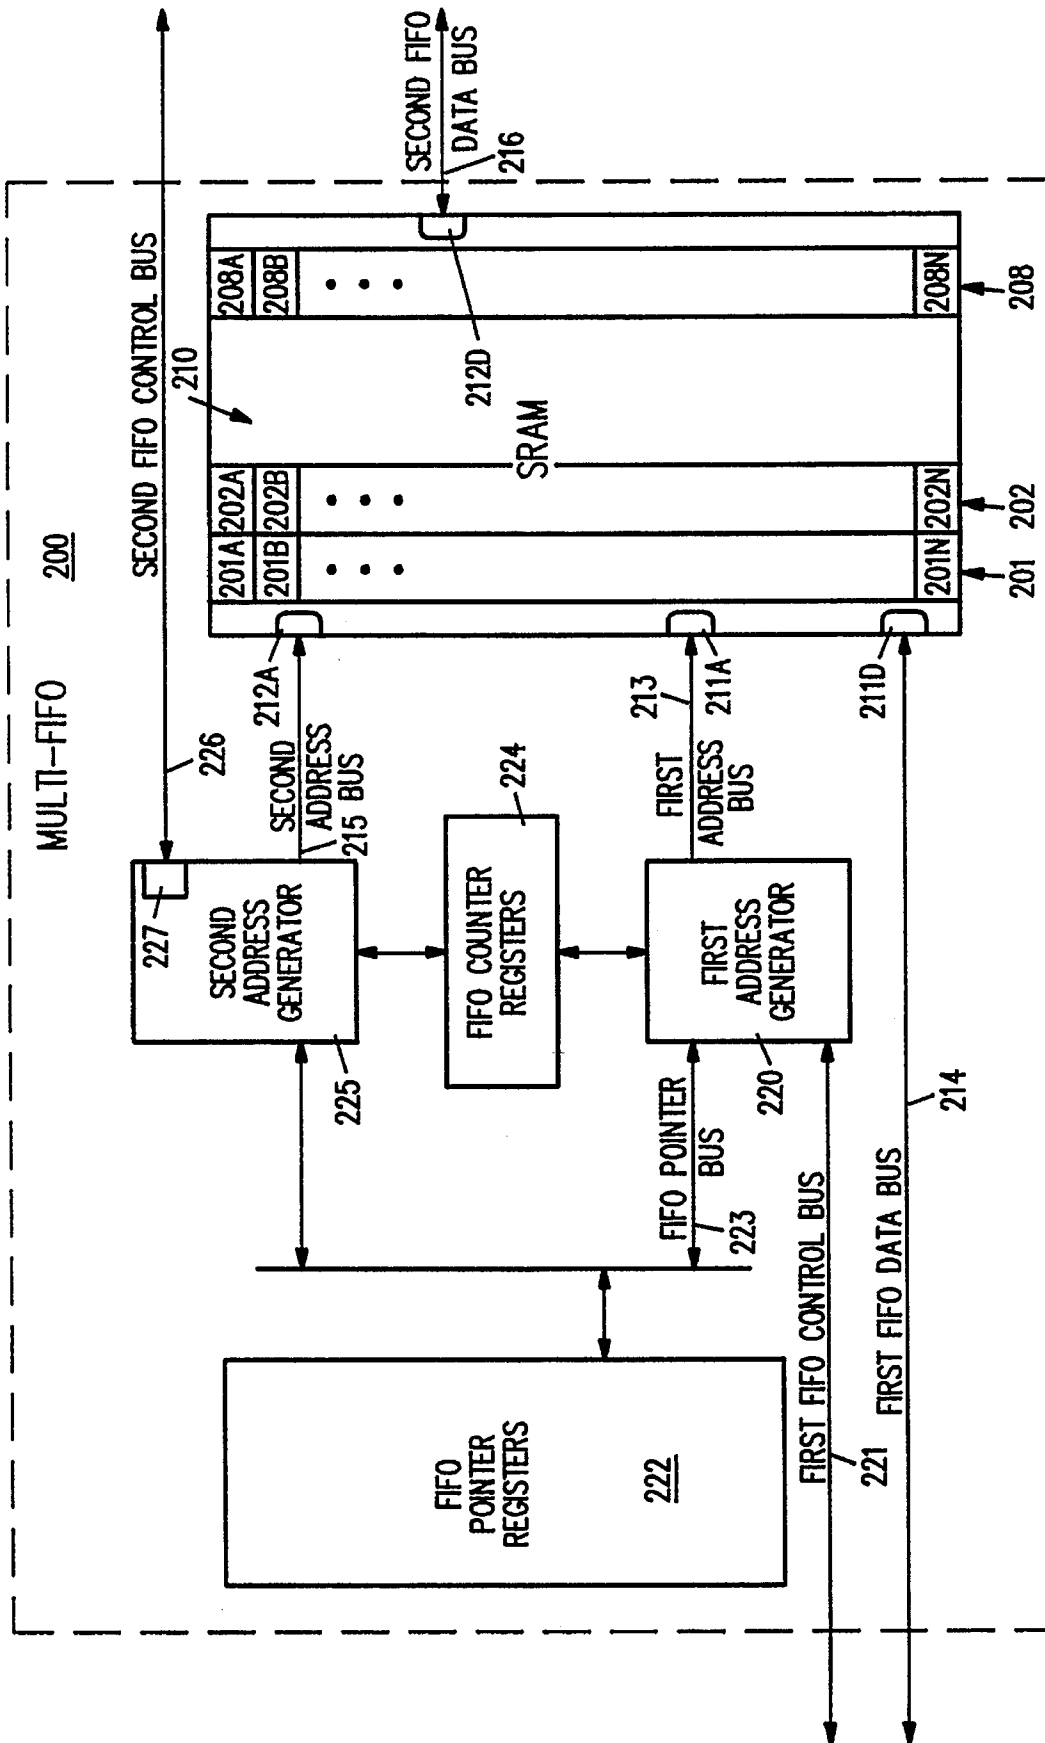 MULTI-FIFO
200
SECOND FIFO CONTROL BUS
226
227
SECOND
ADDRESS
GENERATOR
225
SECOND
ADDRESS
BUS
215
212A
210
201A
202A
208A
201B
202B
208B
SRAM
201N
202N
208N
201
202
208
212D
SECOND FIFO
DATA BUS
216
FIFO COUNTER
REGISTERS
224
FIRST
ADDRESS
GENERATOR
220
FIRST
ADDRESS
BUS
213
211A
211D
FIFO POINTER
BUS
223
FIFO
POINTER
REGISTERS
222
FIRST FIFO CONTROL BUS
221
FIRST FIFO DATA BUS
214